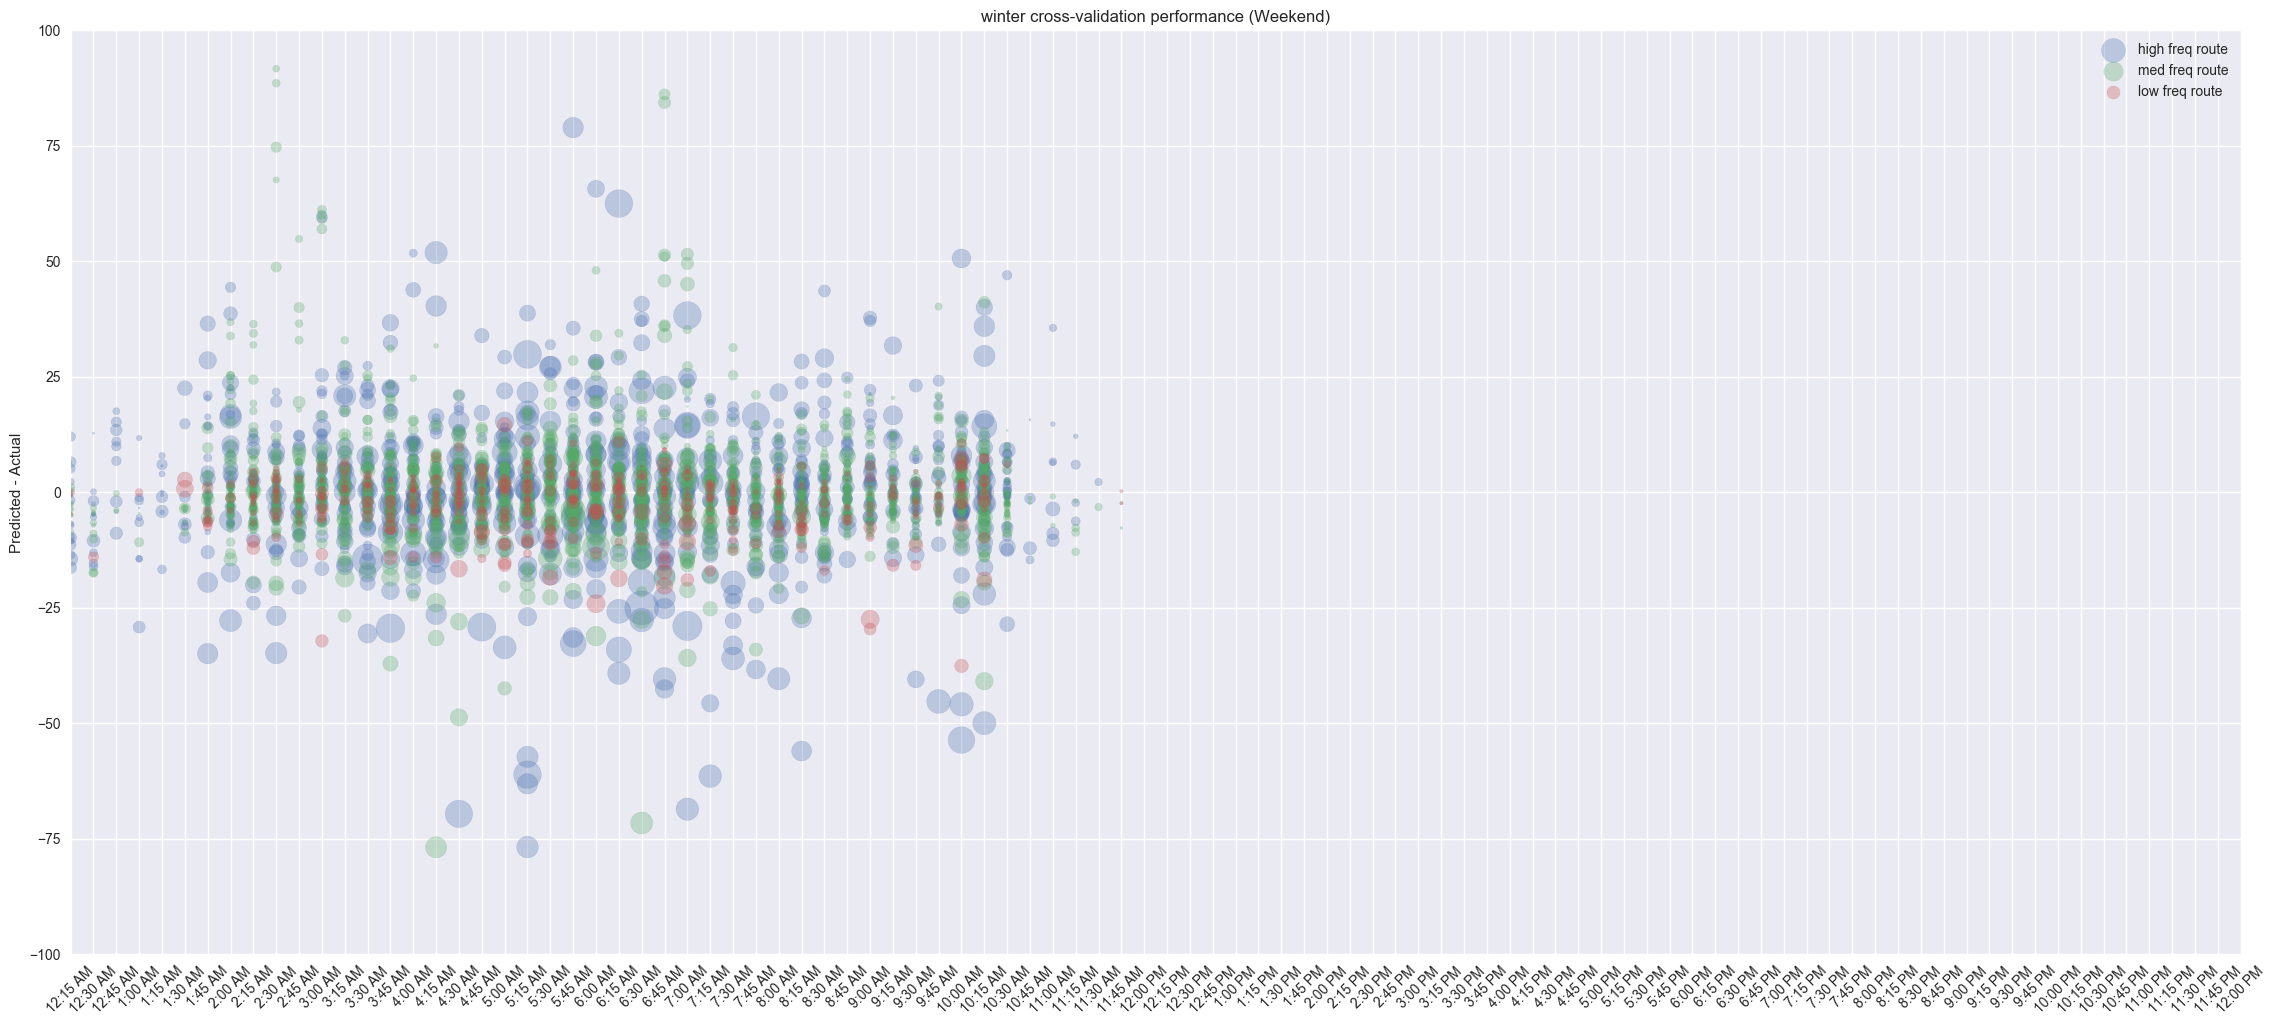 winter cross-validation performance (Weekend)
high freq route
med freq route
low freq route
Predicted - Actual
100
75
50
25
0
−25
−50
−75
−100
12:15 AM
12:30 AM
12:45 AM
1:00 AM
1:15 AM
1:30 AM
1:45 AM
2:00 AM
2:15 AM
2:30 AM
2:45 AM
3:00 AM
3:15 AM
3:30 AM
3:45 AM
4:00 AM
4:15 AM
4:30 AM
4:45 AM
5:00 AM
5:15 AM
5:30 AM
5:45 AM
6:00 AM
6:15 AM
6:30 AM
6:45 AM
7:00 AM
7:15 AM
7:30 AM
7:45 AM
8:00 AM
8:15 AM
8:30 AM
8:45 AM
9:00 AM
9:15 AM
9:30 AM
9:45 AM
10:00 AM
10:15 AM
10:30 AM
10:45 AM
11:00 AM
11:15 AM
11:30 AM
11:45 AM
12:00 PM
12:15 PM
12:30 PM
12:45 PM
1:00 PM
1:15 PM
1:30 PM
1:45 PM
2:00 PM
2:15 PM
2:30 PM
2:45 PM
3:00 PM
3:15 PM
3:30 PM
3:45 PM
4:00 PM
4:15 PM
4:30 PM
4:45 PM
5:00 PM
5:15 PM
5:30 PM
5:45 PM
6:00 PM
6:15 PM
6:30 PM
6:45 PM
7:00 PM
7:15 PM
7:30 PM
7:45 PM
8:00 PM
8:15 PM
8:30 PM
8:45 PM
9:00 PM
9:15 PM
9:30 PM
9:45 PM
10:00 PM
10:15 PM
10:30 PM
10:45 PM
11:00 PM
11:15 PM
11:30 PM
11:45 PM
12:00 PM